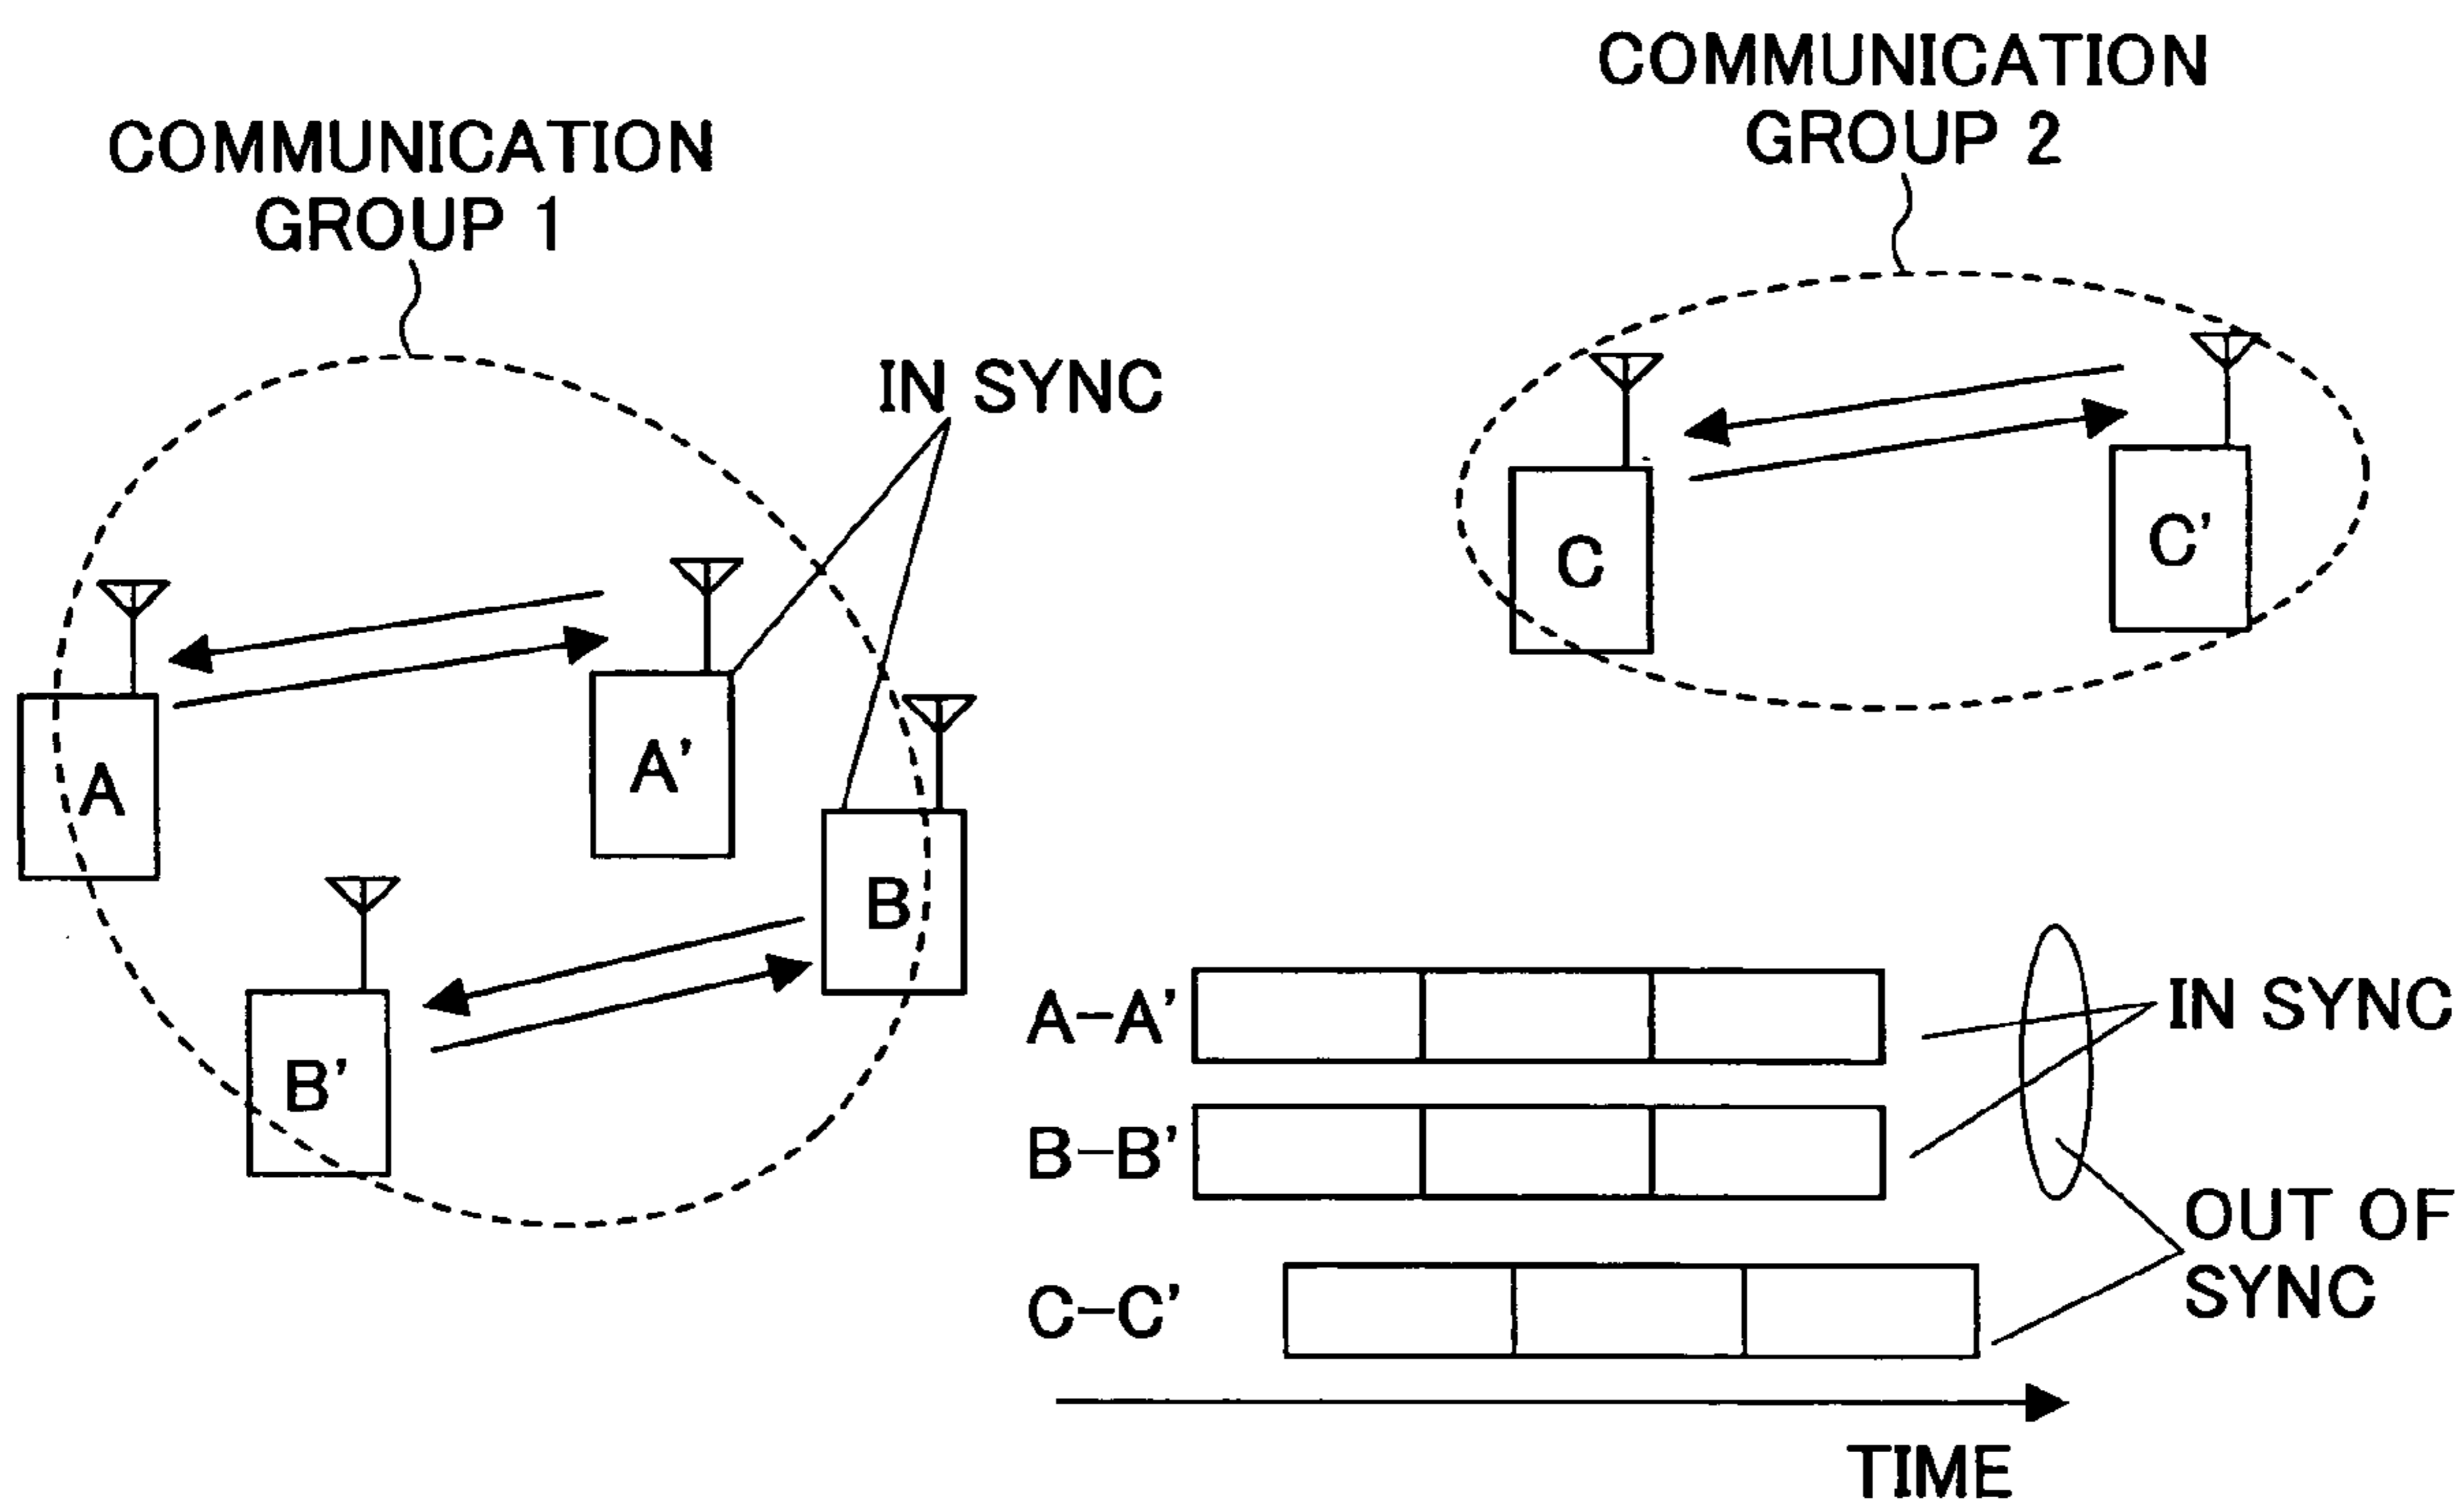 COMMUNICATION
GROUP 1
COMMUNICATION
GROUP 2
IN SYNC
A
A'
B
B'
C
C'
A–A'
B–B'
C–C'
IN SYNC
OUT OF
SYNC
TIME